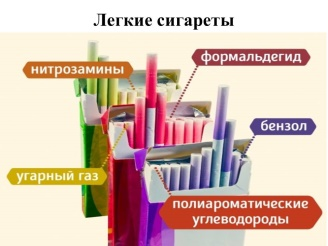 Легкие сигареты
формальдегид
нитрозамины
бензол
угарный газ
полиароматические
углеводороды